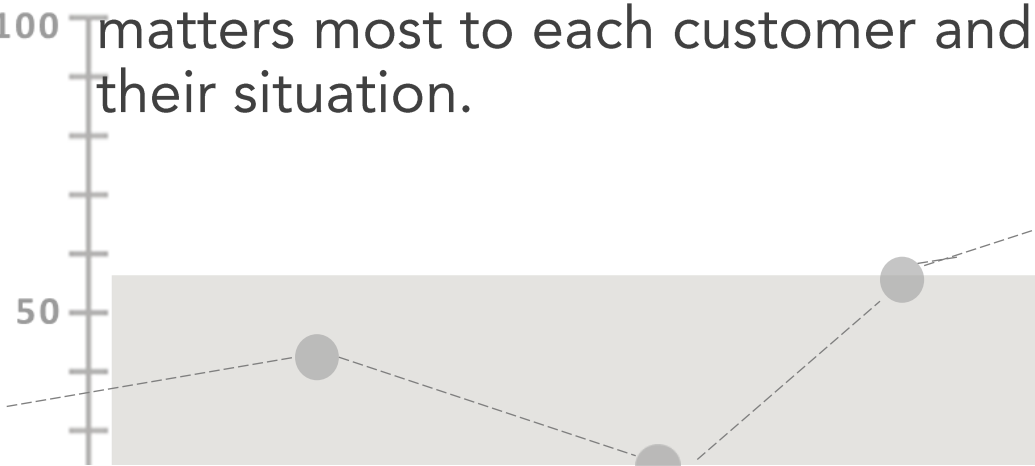 100
matters most to each customer and
their situation.
50